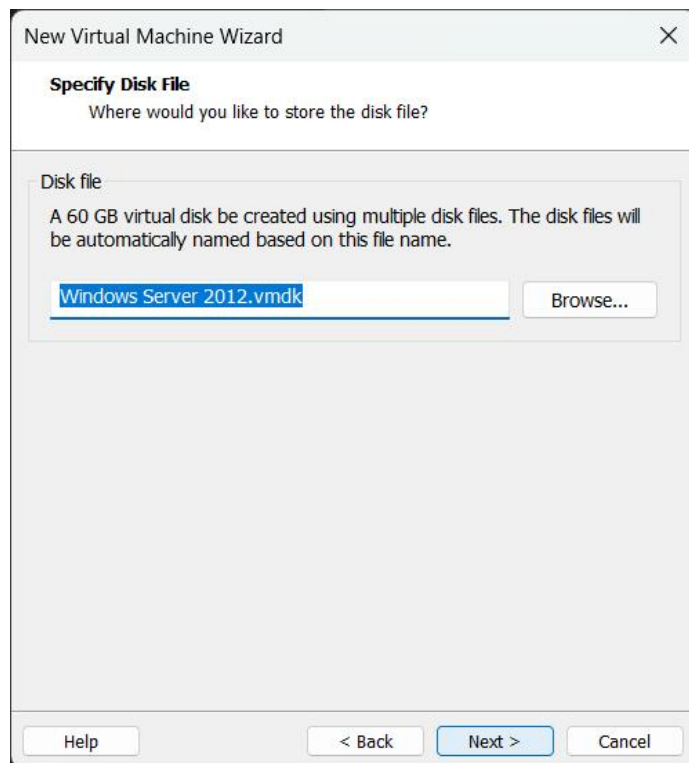 New Virtual Machine Wizard
Specify Disk File
Where would you like to store the disk file?
Disk file
A 60 GB virtual disk be created using multiple disk files. The disk files will
be automatically named based on this file name.
Windows Server 2012.vmdk
Browse...
Help
< Back
Next >
Cancel